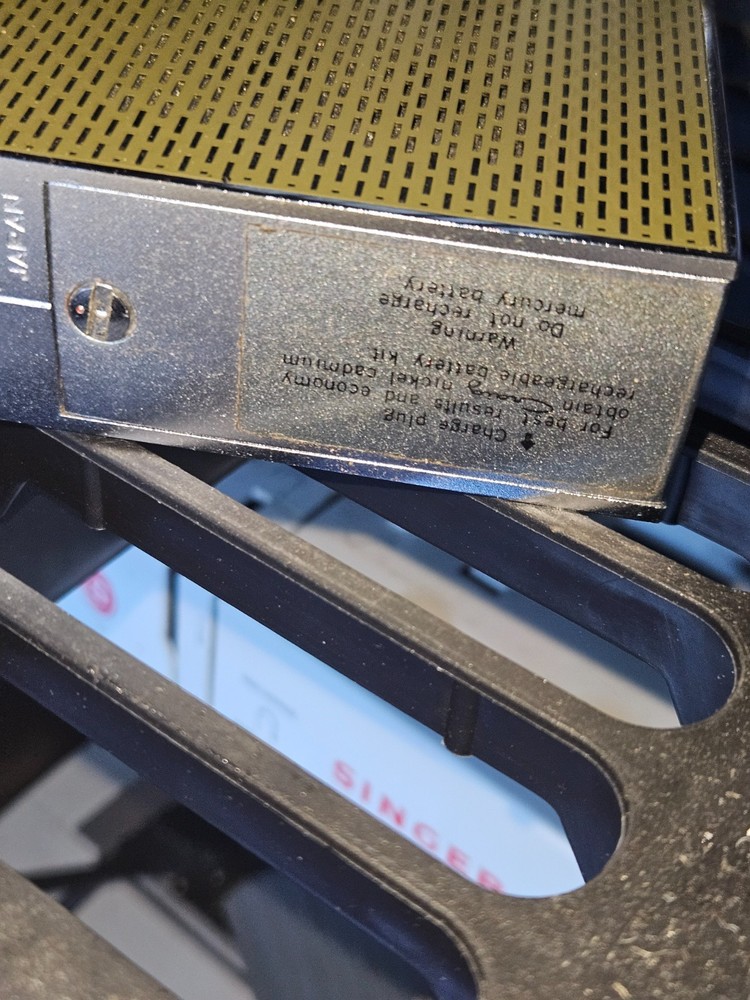 Charge plug
For best results and economy
obtain Craig nickel cadmium
rechargeable battery kit
Warning
Do not recharge
mercury battery
JAPAN
SINGER